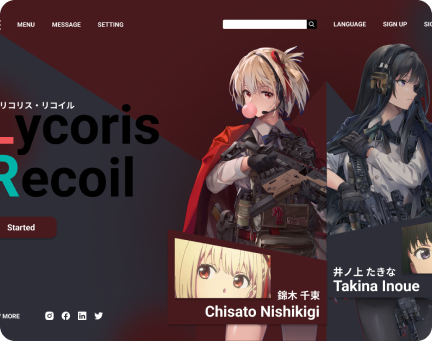 MENU MESSAGE SETTING LANGUAGE SIGN UP
リコリス・リコイル
Lycoris
Recoil
Started
錦木 千束
Chisato Nishikigi
井ノ上 たきな
Takina Inoue
MORE